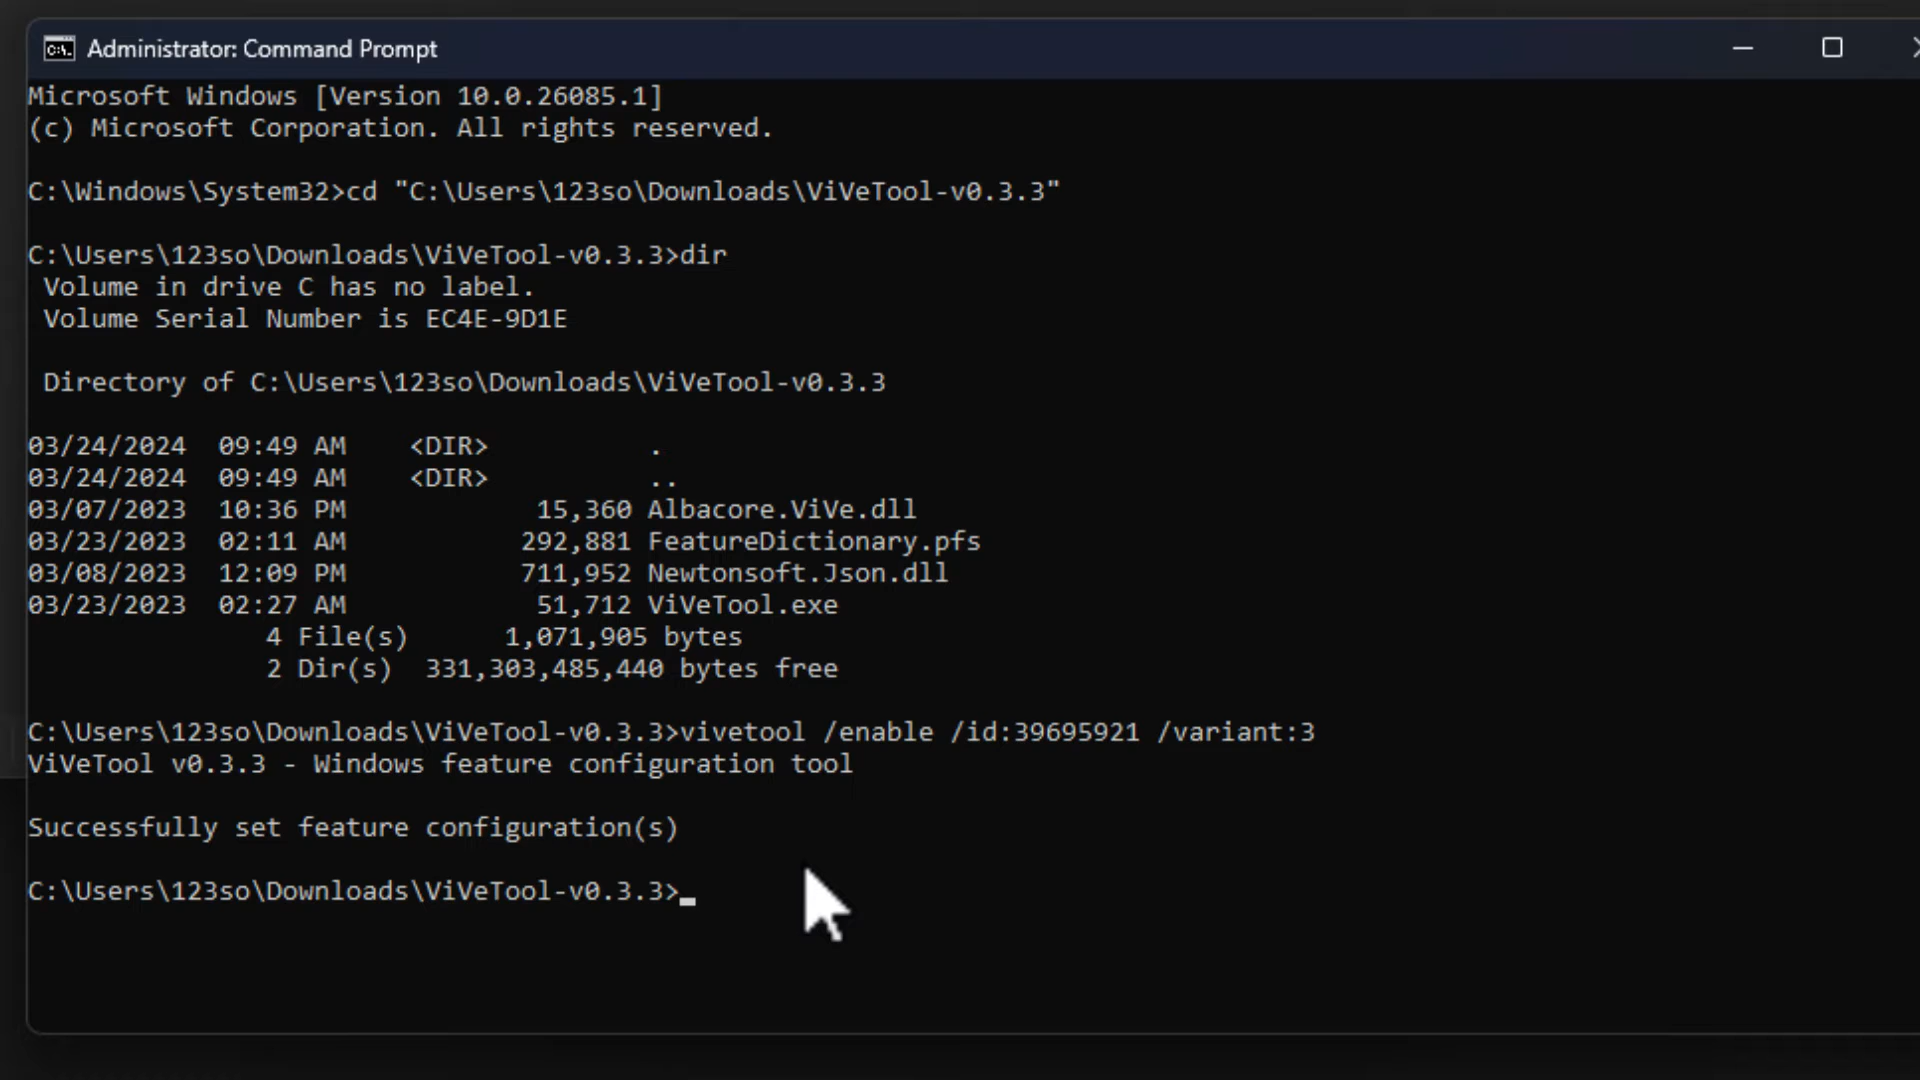 Administrator: Command Prompt
Microsoft Windows [Version 10.0.26085.1]
(c) Microsoft Corporation. All rights reserved.
C:\Windows\System32>cd "C:\Users\123so\Downloads\ViVeTool-v0.3.3"
C:\Users\123so\Downloads\ViVeTool-v0.3.3>dir
Volume in drive C has no label.
Volume Serial Number is EC4E-9D1E
Directory of C:\Users\123so\Downloads\ViVeTool-v0.3.3
03/24/2024  09:49 AM    <DIR>          .
03/24/2024  09:49 AM    <DIR>          ..
03/07/2023  10:36 PM            15,360 Albacore.ViVe.dll
03/23/2023  02:11 AM           292,881 FeatureDictionary.pfs
03/08/2023  12:09 PM           711,952 Newtonsoft.Json.dll
03/23/2023  02:27 AM            51,712 ViVeTool.exe
4 File(s)      1,071,905 bytes
2 Dir(s)  331,303,485,440 bytes free
C:\Users\123so\Downloads\ViVeTool-v0.3.3>vivetool /enable /id:39695921 /variant:3
ViVeTool v0.3.3 - Windows feature configuration tool
Successfully set feature configuration(s)
C:\Users\123so\Downloads\ViVeTool-v0.3.3>